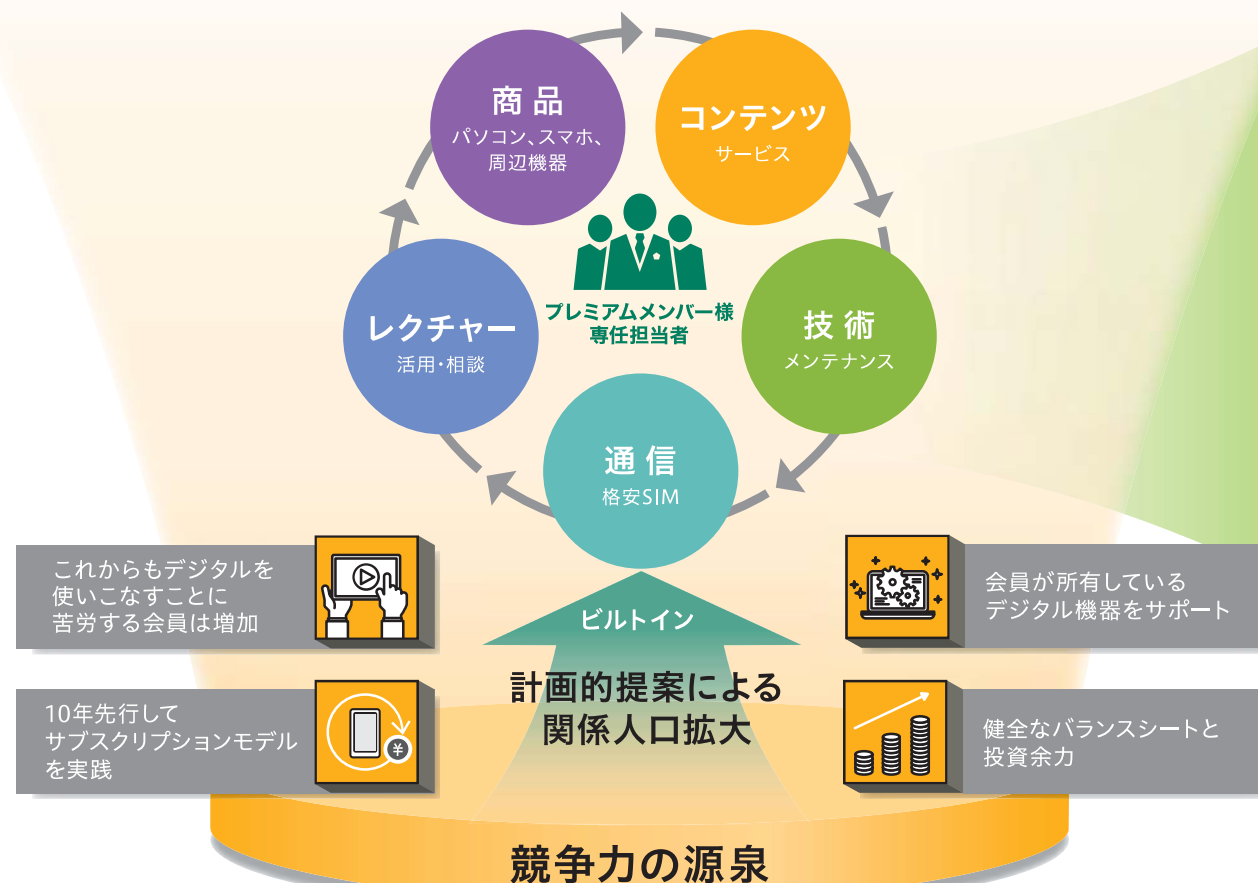 商品
パソコン、スマホ、
周辺機器
コンテンツ
サービス
プレミアムメンバー様
専任担当者
レクチャー
活用・相談
技術
メンテナンス
通信
格安SIM
これからもデジタルを
使いこなすことに
苦労する会員は増加
会員が所有している
デジタル機器をサポート
ビルトイン
計画的提案による
関係人口拡大
10年先行して
サブスクリプションモデル
を実践
¥
健全なバランスシートと
投資余力
競争力の源泉